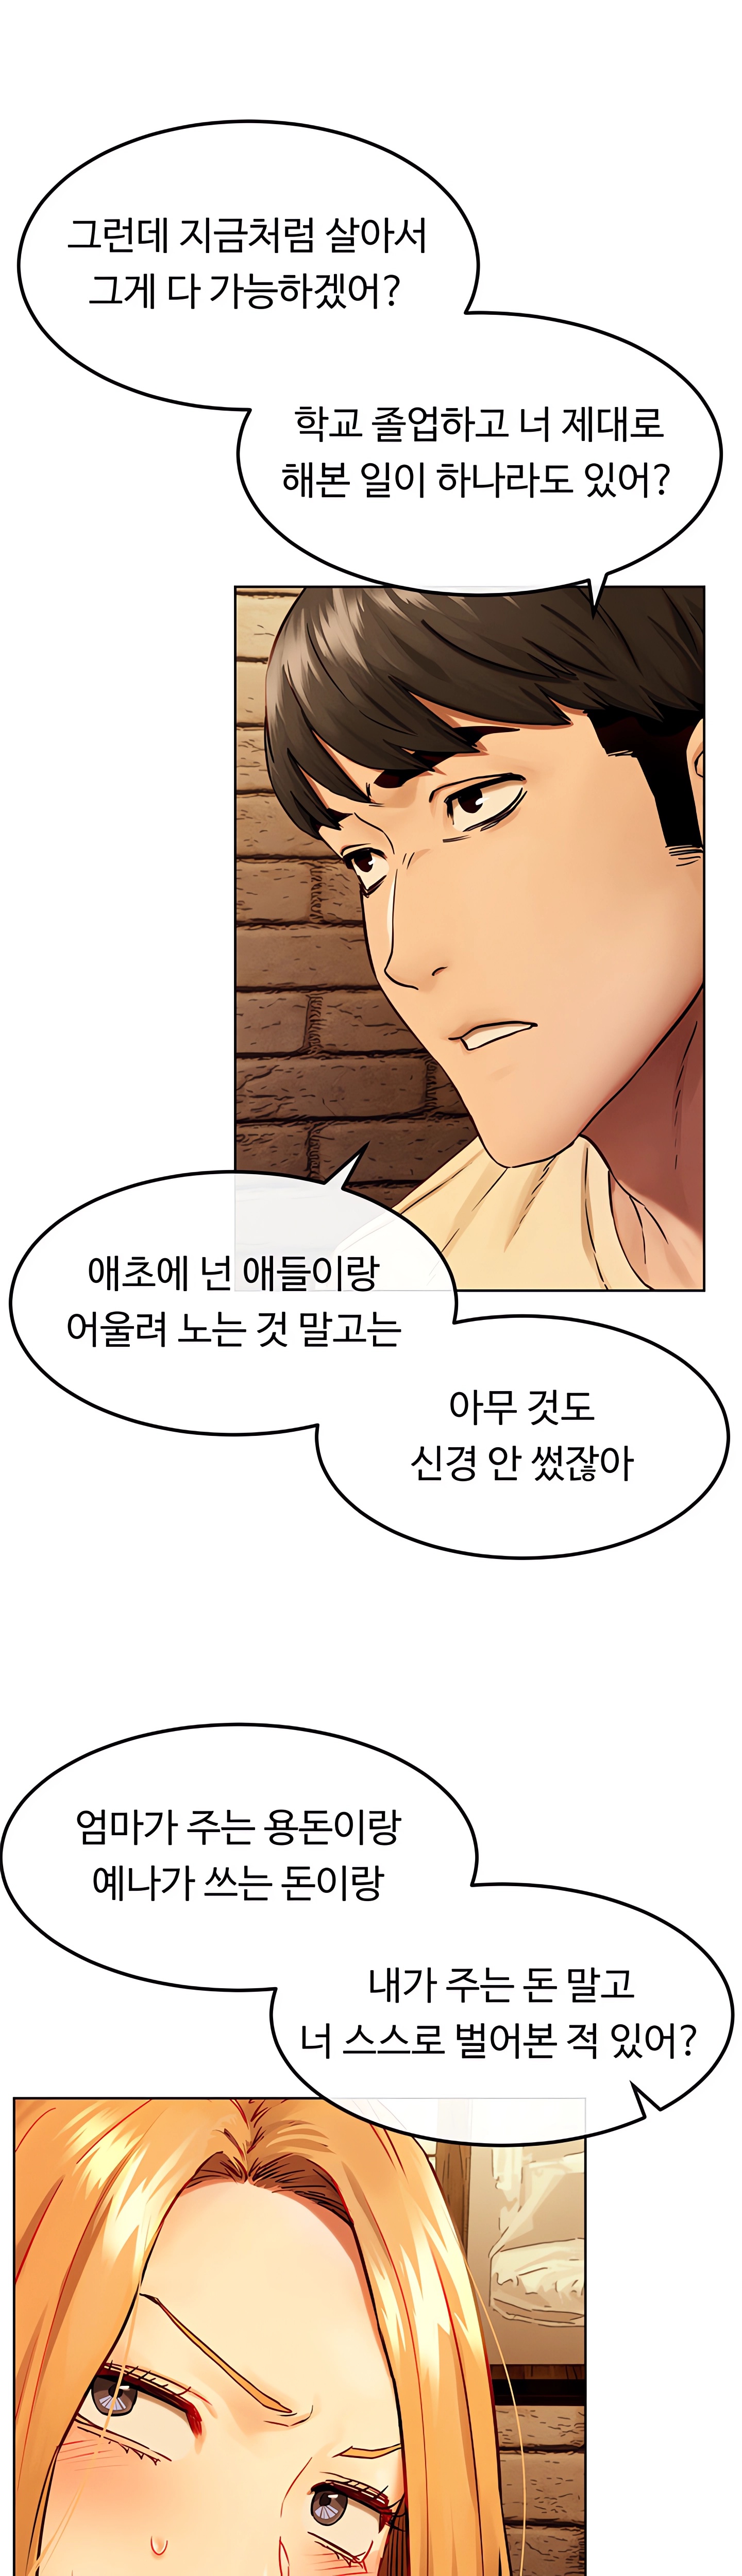 그런데 지금처럼 살아서
그게 다 가능하겠어?
학교 졸업하고 너 제대로
해본 일이 하나라도 있어?
애초에 넌 애들이랑
어울려 노는 것 말고는
아무 것도
신경 안 썼잖아
엄마가 주는 용돈이랑
예나가 쓰는 돈이랑
내가 주는 돈 말고
너 스스로 벌어본 적 있어?